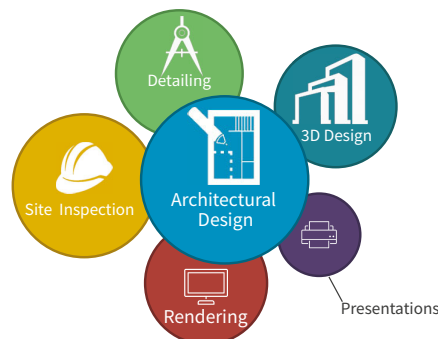 Detailing
3D Design
Architectural
Design
Site Inspection
Rendering
Presentations